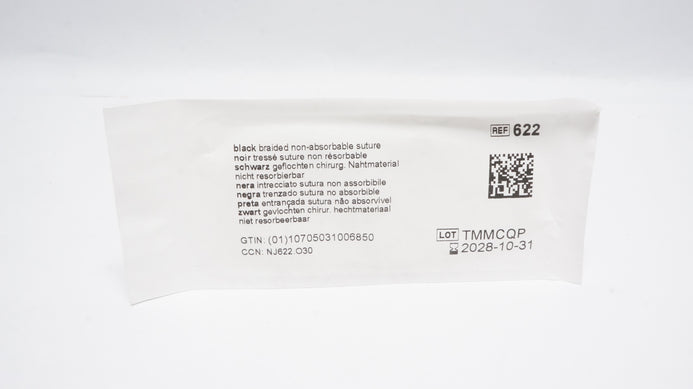 REF 622
black braided non-absorbable suture
noir tressé suture non résorbable
schwarz geflochten chirurg. Nahtmaterial
nicht resorbierbar
nera intrecciato sutura non assorbibile
negra trenzado sutura no absorbible
preta entrançada sutura não absorvível
zwart gevlochten chirur. hechtmateriaal
niet resorbeerbaar
GTIN: (01)10705031006850
CCN: NJ622.O30
LOT TMMCQP
2028-10-31